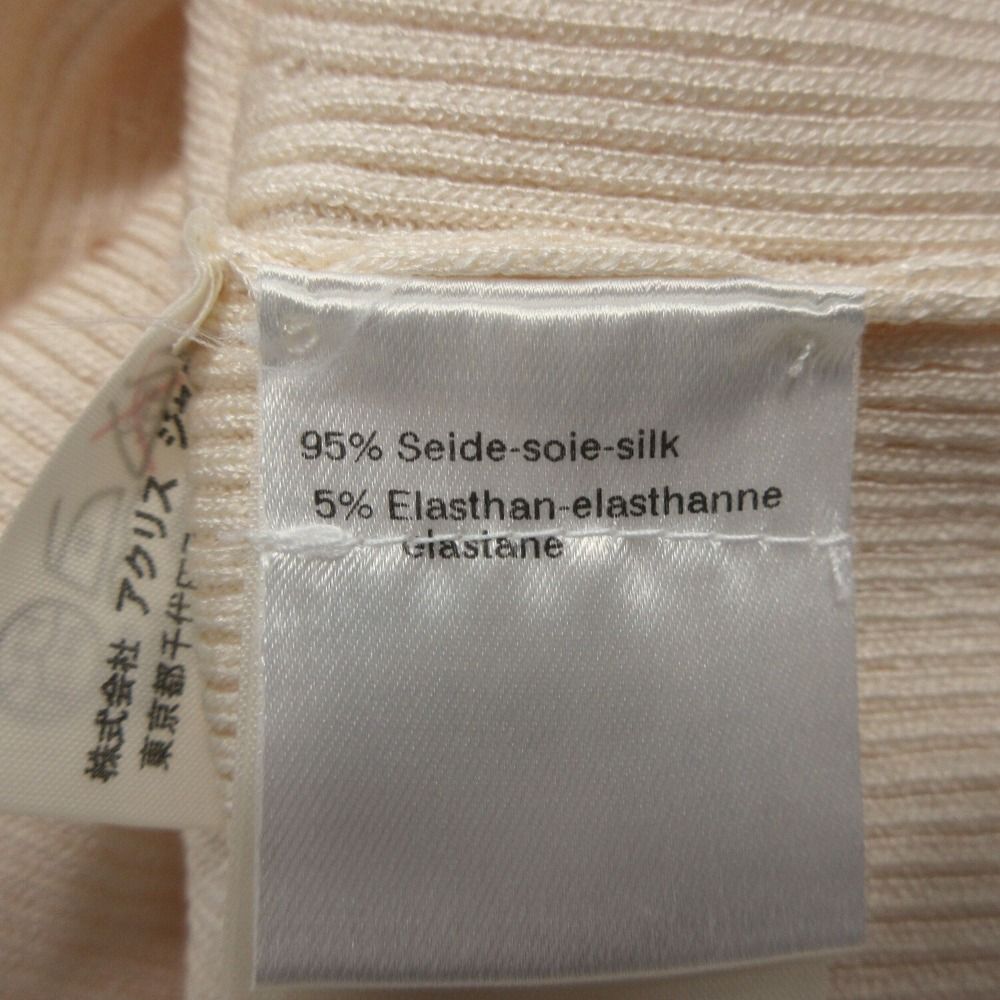 95% Seide-soie-silk
5% Elasthan-elasthanne
elastane
株式会社 アクリス ジャ
東京都千代